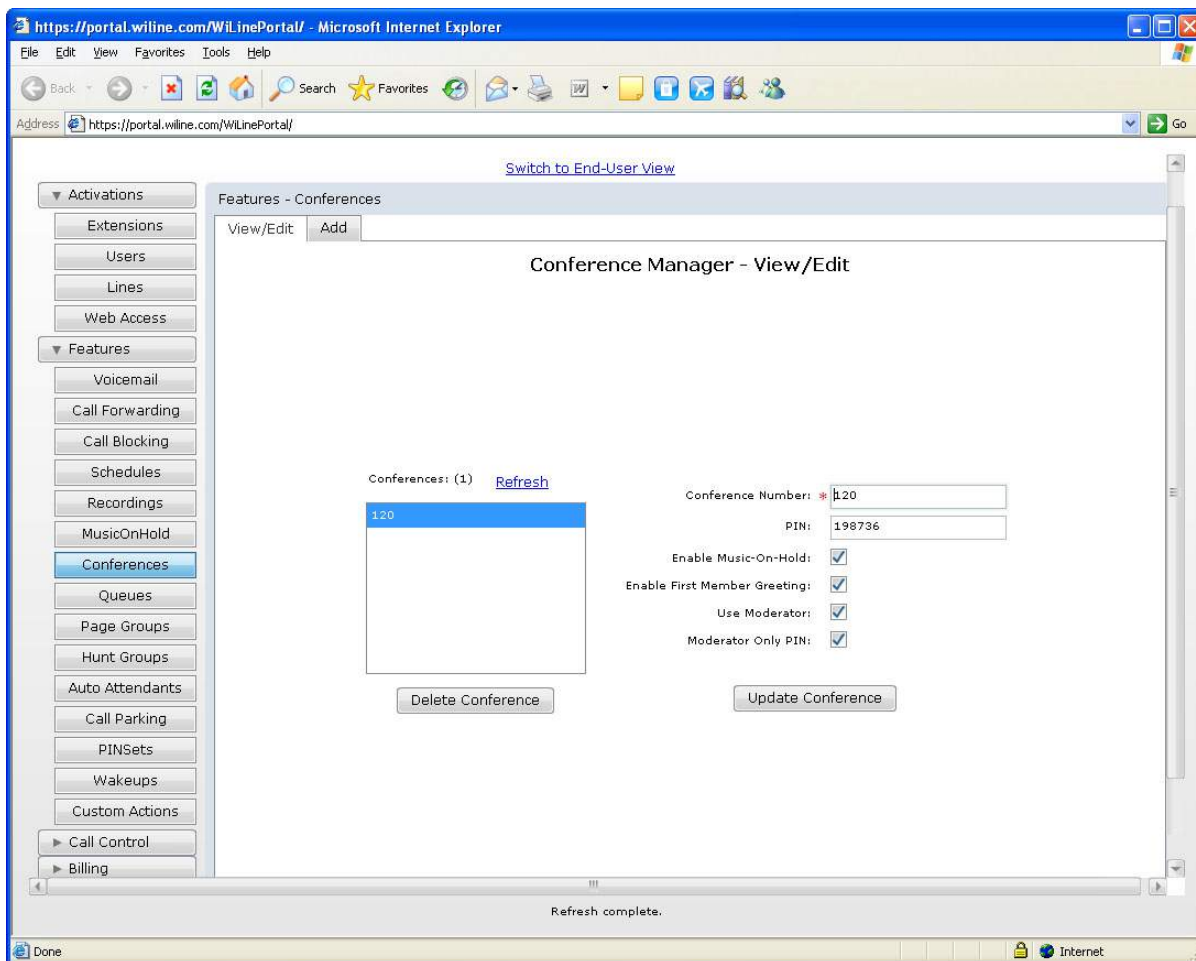 https://portal.wiline.com/WiLinePortal/ - Microsoft Internet Explorer
File Edit View Favorites Tools Help
Back Search Favorites
Address https://portal.wiline.com/WiLinePortal/ Go
Switch to End-User View
Activations
Extensions
Users
Lines
Web Access
Features
Voicemail
Call Forwarding
Call Blocking
Schedules
Recordings
MusicOnHold
Conferences
Queues
Page Groups
Hunt Groups
Auto Attendants
Call Parking
PINSets
Wakeups
Custom Actions
Call Control
Billing
Features - Conferences
View/Edit Add
Conference Manager - View/Edit
Conferences: (1) Refresh
120
Delete Conference
Conference Number: * 120
PIN: 198736
Enable Music-On-Hold:
Enable First Member Greeting:
Use Moderator:
Moderator Only PIN:
Update Conference
Refresh complete.
Done Internet